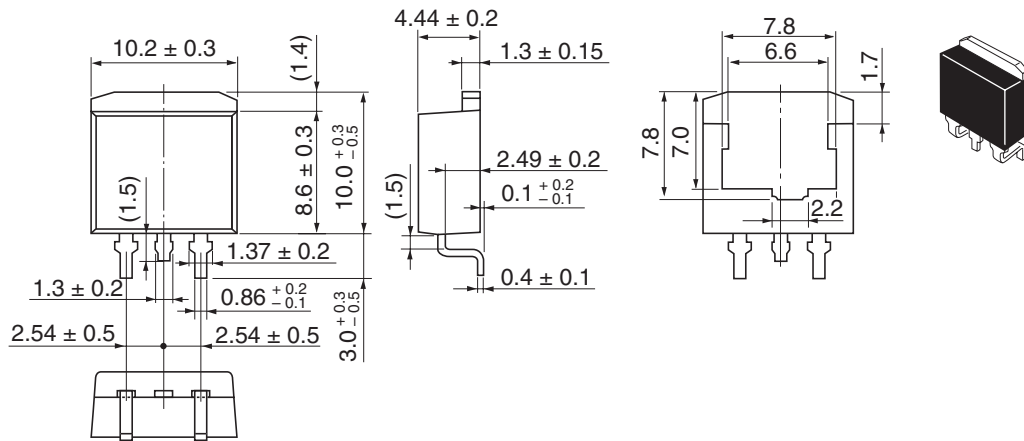 10.2 ± 0.3
(1.4)
8.6 ± 0.3
10.0 +0.3 −0.5
(1.5)
1.37 ± 0.2
1.3 ± 0.2
0.86 +0.2 −0.1
3.0 +0.3 −0.5
2.54 ± 0.5
2.54 ± 0.5
4.44 ± 0.2
1.3 ± 0.15
2.49 ± 0.2
(1.5)
0.1 +0.2 −0.1
0.4 ± 0.1
7.8
6.6
1.7
7.8
7.0
2.2